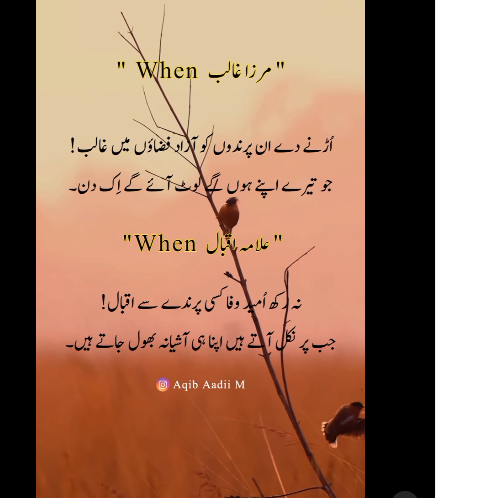 " When مرزا غالب "
اُڑنے دے ان پرندوں کو آزاد فضاؤں میں غالب!
جو تیرے اپنے ہوں گے لوٹ آئے گے اِک دن۔
"When علامہ اقبال "
نہ رکھ اُمید وفا کسی پرندے سے اقبال!
جب پر نکل آتے ہیں اپنا ہی آشیانہ بھول جاتے ہیں۔
Aqib Aadii M